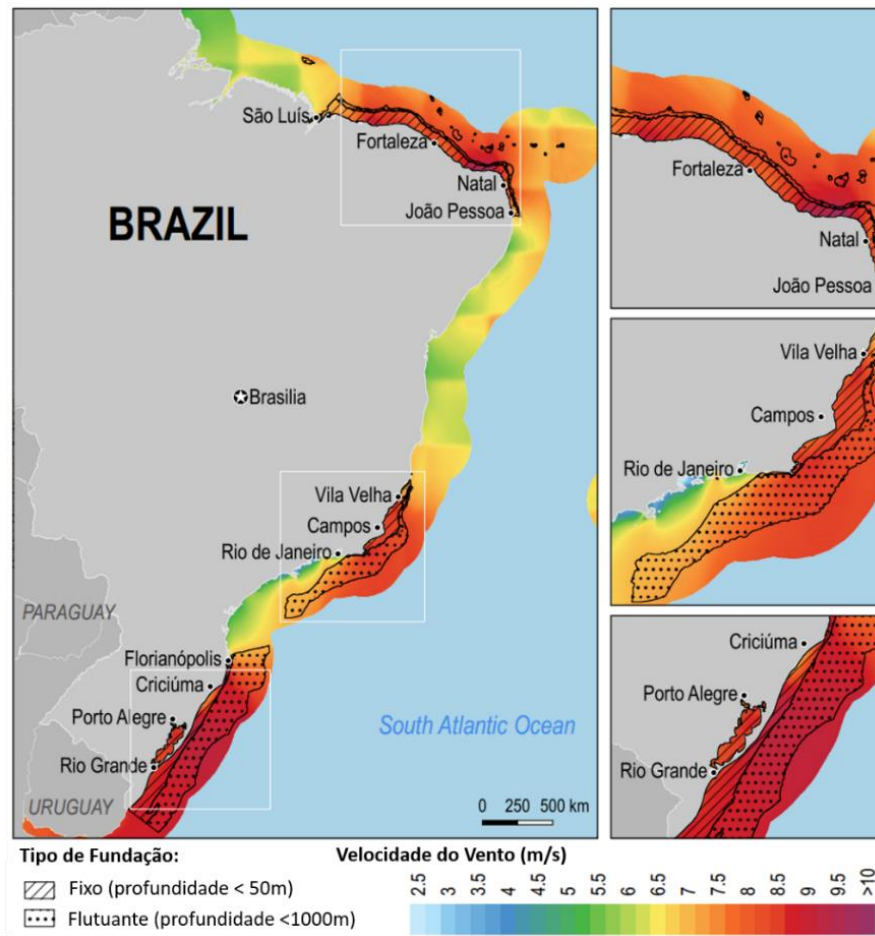 São Luís
Fortaleza
Natal
João Pessoa
BRAZIL
Brasilia
Vila Velha
Campos
Rio de Janeiro
PARAGUAY
Florianópolis
Criciúma
Porto Alegre
Rio Grande
URUGUAY
South Atlantic Ocean
0 250 500 km
Fortaleza
Natal
João Pessoa
Vila Velha
Campos
Rio de Janeiro
Criciúma
Porto Alegre
Rio Grande
Tipo de Fundação:
Fixo (profundidade < 50m)
Flutuante (profundidade <1000m)
Velocidade do Vento (m/s)
2.5 3 3.5 4 4.5 5 5.5 6 6.5 7 7.5 8 8.5 9 9.5 >10